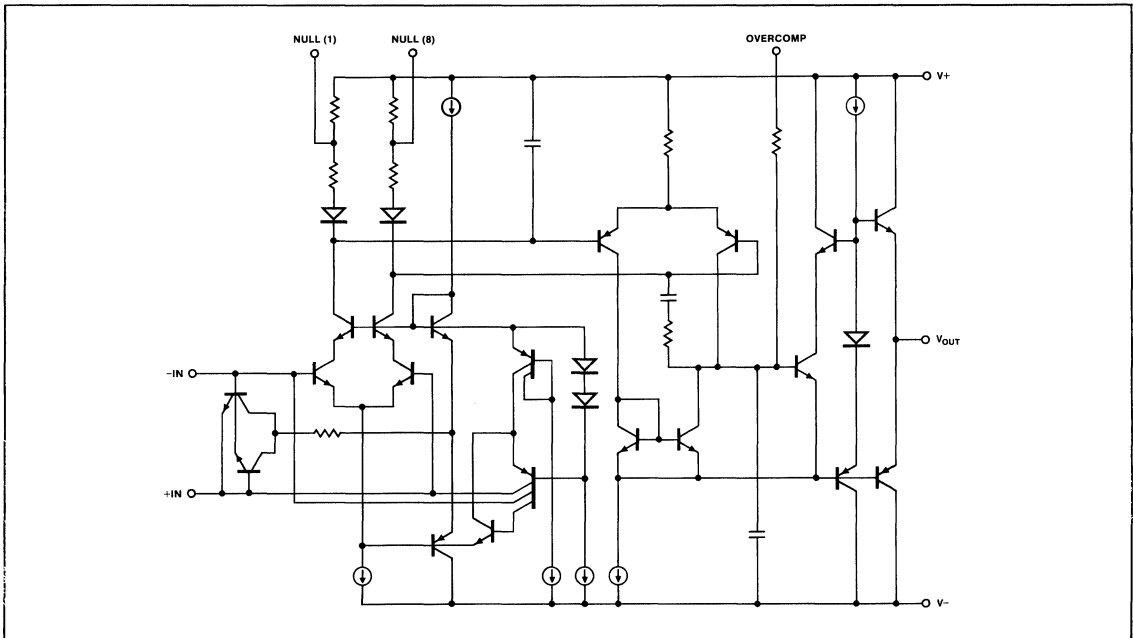 NULL (1)
NULL (8)
OVERCOMP
V+
VOUT
-IN
+IN
V-